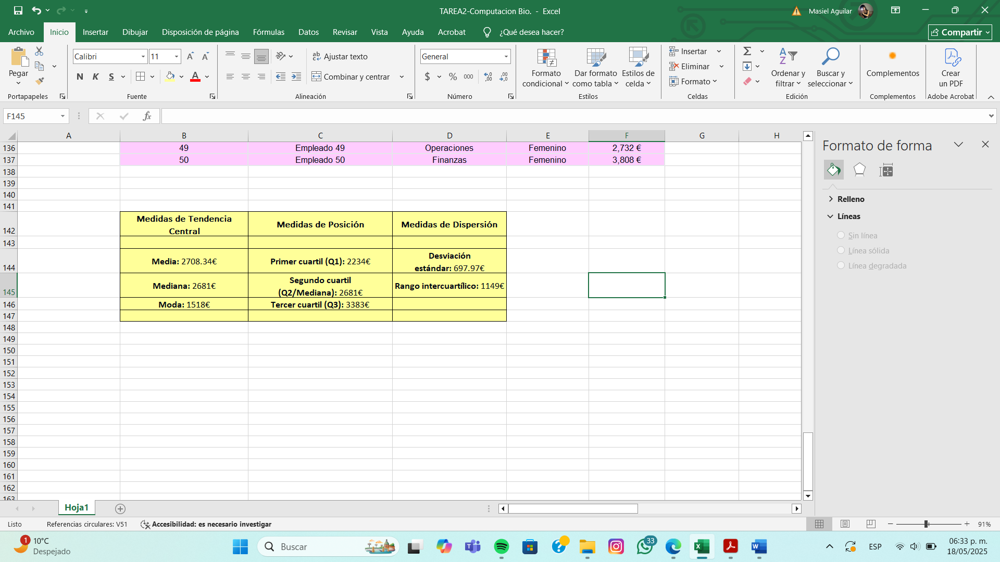 TAREA2-Computacion Bio. - Excel
Masiel Aguilar
Archivo Inicio Insertar Dibujar Disposición de página Fórmulas Datos Revisar Vista Ayuda Acrobat ¿Qué desea hacer? Compartir
Pegar
Portapapeles
Calibri 11
N K S A
Fuente
Ajustar texto
Combinar y centrar
Alineación
General
$ % 000
Número
Formato condicional
Dar formato como tabla
Estilos de celda
Estilos
Insertar
Eliminar
Formato
Celdas
Ordenar y filtrar
Buscar y seleccionar
Edición
Complementos
Complementos
Crear un PDF
Adobe Acrobat
F145 fx
A B C D E F G H
136 49 Empleado 49 Operaciones Femenino 2,732 €
137 50 Empleado 50 Finanzas Femenino 3,808 €
138
139
140
141
142 Medidas de Tendencia Central Medidas de Posición Medidas de Dispersión
143
144 Media: 2708.34€ Primer cuartil (Q1): 2234€ Desviación estándar: 697.97€
145 Mediana: 2681€ Segundo cuartil (Q2/Mediana): 2681€ Rango intercuartílico: 1149€
146 Moda: 1518€ Tercer cuartil (Q3): 3383€
147
148
149
150
151
152
153
154
155
156
157
158
159
160
161
162
163
Formato de forma
Relleno
Líneas
Sin línea
Línea sólida
Línea degradada
Hoja1
Listo Referencias circulares: V51 Accesibilidad: es necesario investigar 91%
1
10°C
Despejado
Buscar
33
ESP
06:33 p. m.
18/05/2025